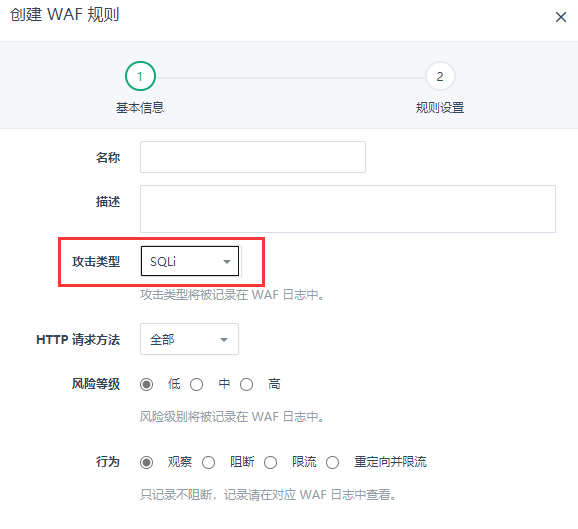 创建 WAF 规则
1
2
基本信息
规则设置
名称
描述
攻击类型 SQLi
攻击类型将被记录在 WAF 日志中。
HTTP 请求方法 全部
风险等级 低 中 高
风险级别将被记录在 WAF 日志中。
行为 观察 阻断 限流 重定向并限流
只记录不阻断，记录请在对应 WAF 日志中查看。